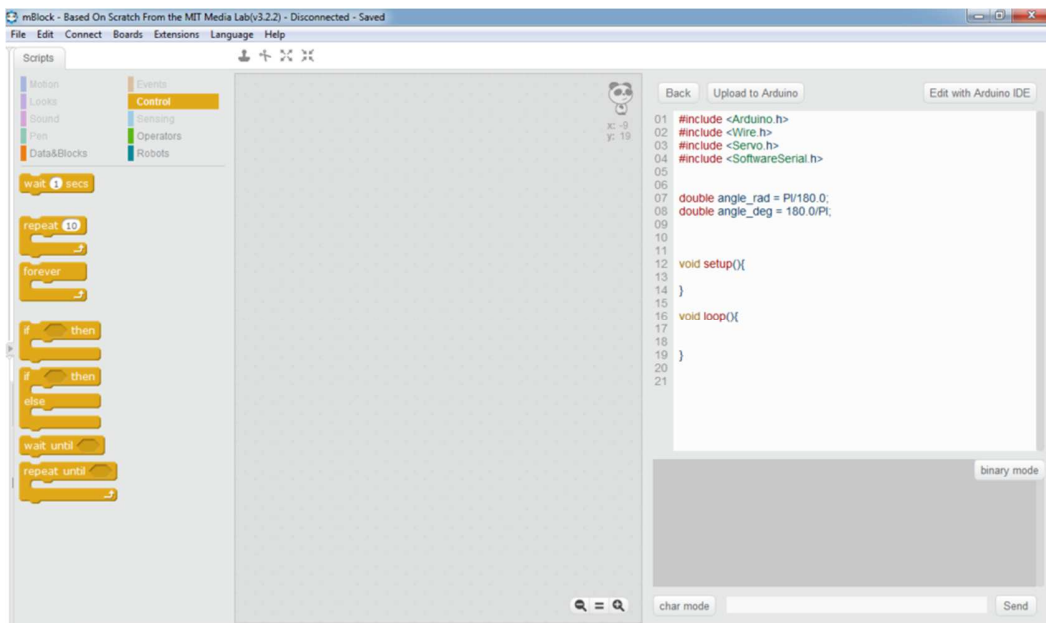 mBlock - Based On Scratch From the MIT Media Lab(v3.2.2) - Disconnected - Saved
File Edit Connect Boards Extensions Language Help
Scripts
Motion Events
Looks Control
Sound Sensing
Pen Operators
Data&Blocks Robots
wait 1 secs
repeat 10
forever
if then
if then
else
wait until
repeat until
x: -9
y: 19
Back Upload to Arduino Edit with Arduino IDE
01 #include <Arduino.h>
02 #include <Wire.h>
03 #include <Servo.h>
04 #include <SoftwareSerial.h>
05
06
07 double angle_rad = PI/180.0;
08 double angle_deg = 180.0/PI;
09
10
11
12 void setup(){
13
14 }
15
16 void loop(){
17
18
19 }
20
21
binary mode
char mode Send